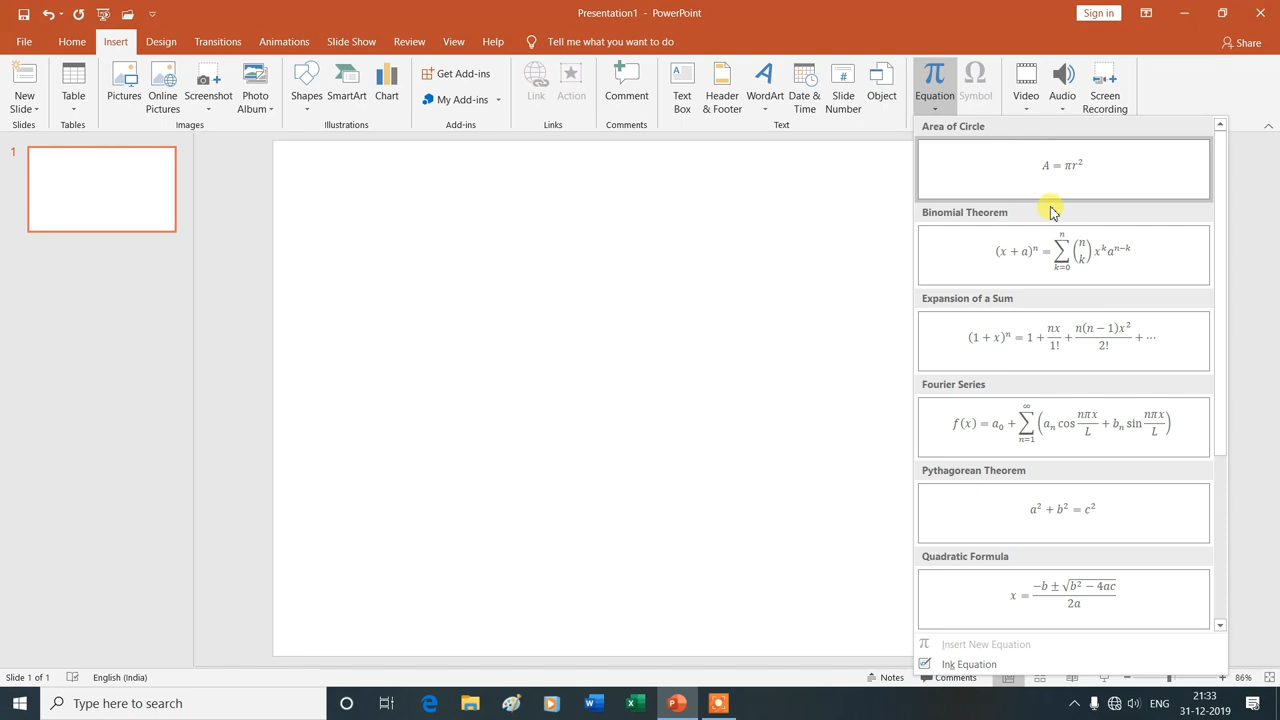 Presentation1 - PowerPoint
Sign in
File Home Insert Design Transitions Animations Slide Show Review View Help Tell me what you want to do Share
New Slide
Table
Pictures
Online Pictures
Screenshot
Photo Album
Shapes
SmartArt
Chart
Get Add-ins
My Add-ins
Link
Action
Comment
Text Box
Header & Footer
WordArt
Date & Time
Slide Number
Object
π Equation
Ω Symbol
Video
Audio
Screen Recording
Slides Tables Images Illustrations Add-ins Links Comments Text
1
Area of Circle
A = πr²
Binomial Theorem
(x + a)ⁿ = ∑ₖ₌₀ⁿ (n k) xᵏaⁿ⁻ᵏ
Expansion of a Sum
(1 + x)ⁿ = 1 + nx/1! + n(n − 1)x²/2! + ⋯
Fourier Series
f(x) = a₀ + ∑ₙ₌₁^∞ (aₙ cos nπx/L + bₙ sin nπx/L)
Pythagorean Theorem
a² + b² = c²
Quadratic Formula
x = −b ± √b² − 4ac / 2a
π Insert New Equation
Ink Equation
Slide 1 of 1 English (India) Notes Comments 86%
Type here to search
ENG
21:33
31-12-2019